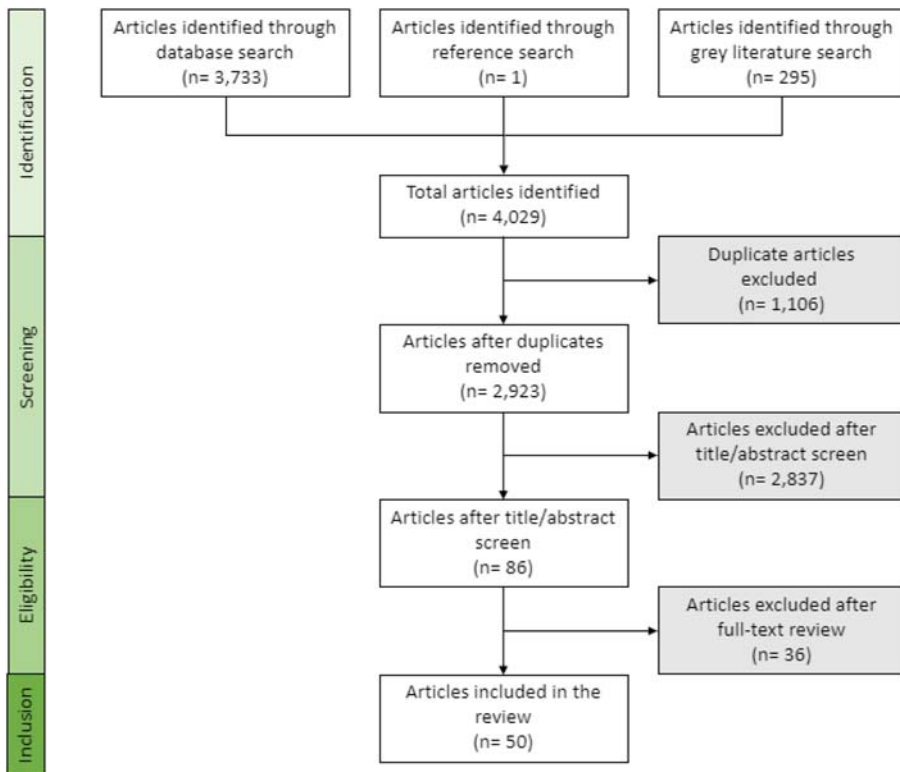 Identification
Articles identified through
database search
(n= 3,733)
Articles identified through
reference search
(n= 1)
Articles identified through
grey literature search
(n= 295)
Total articles identified
(n= 4,029)
Screening
Duplicate articles
excluded
(n= 1,106)
Articles after duplicates
removed
(n= 2,923)
Articles excluded after
title/abstract screen
(n= 2,837)
Eligibility
Articles after title/abstract
screen
(n= 86)
Articles excluded after
full-text review
(n= 36)
Inclusion
Articles included in the
review
(n= 50)